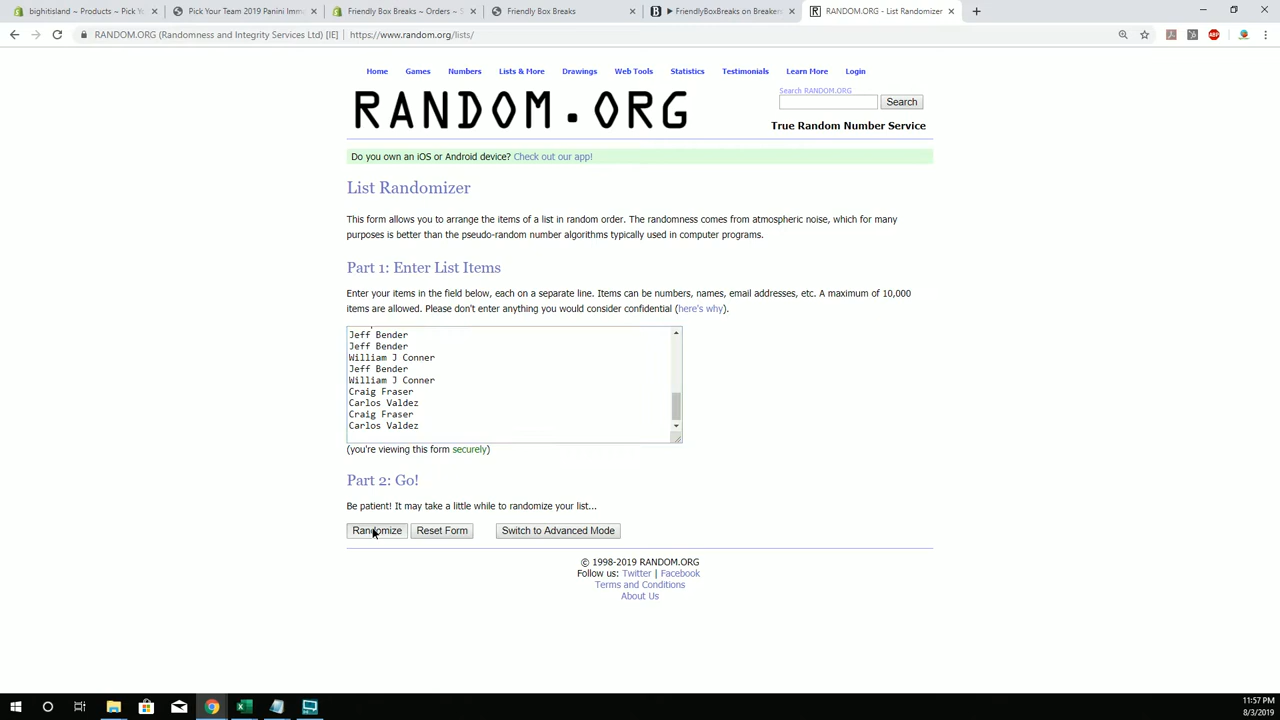 bighitisland ~ Products ~ Pick Y
Pick Your Team 2019 Panini Imma
Friendly Box Breaks ~ Orders ~ S
Friendly Box Breaks
FriendlyBoxBreaks on Breakers
RANDOM.ORG - List Randomizer
RANDOM.ORG (Randomness and Integrity Services Ltd) [IE] | https://www.random.org/lists/
Home Games Numbers Lists & More Drawings Web Tools Statistics Testimonials Learn More Login
RANDOM.ORG
Search RANDOM.ORG
Search
True Random Number Service
Do you own an iOS or Android device? Check out our app!
List Randomizer
This form allows you to arrange the items of a list in random order. The randomness comes from atmospheric noise, which for many
purposes is better than the pseudo-random number algorithms typically used in computer programs.
Part 1: Enter List Items
Enter your items in the field below, each on a separate line. Items can be numbers, names, email addresses, etc. A maximum of 10,000
items are allowed. Please don't enter anything you would consider confidential (here's why).
Jeff Bender
Jeff Bender
William J Conner
Jeff Bender
William J Conner
Craig Fraser
Carlos Valdez
Craig Fraser
Carlos Valdez
(you're viewing this form securely)
Part 2: Go!
Be patient! It may take a little while to randomize your list...
Randomize Reset Form Switch to Advanced Mode
© 1998-2019 RANDOM.ORG
Follow us: Twitter | Facebook
Terms and Conditions
About Us
11:57 PM
8/3/2019